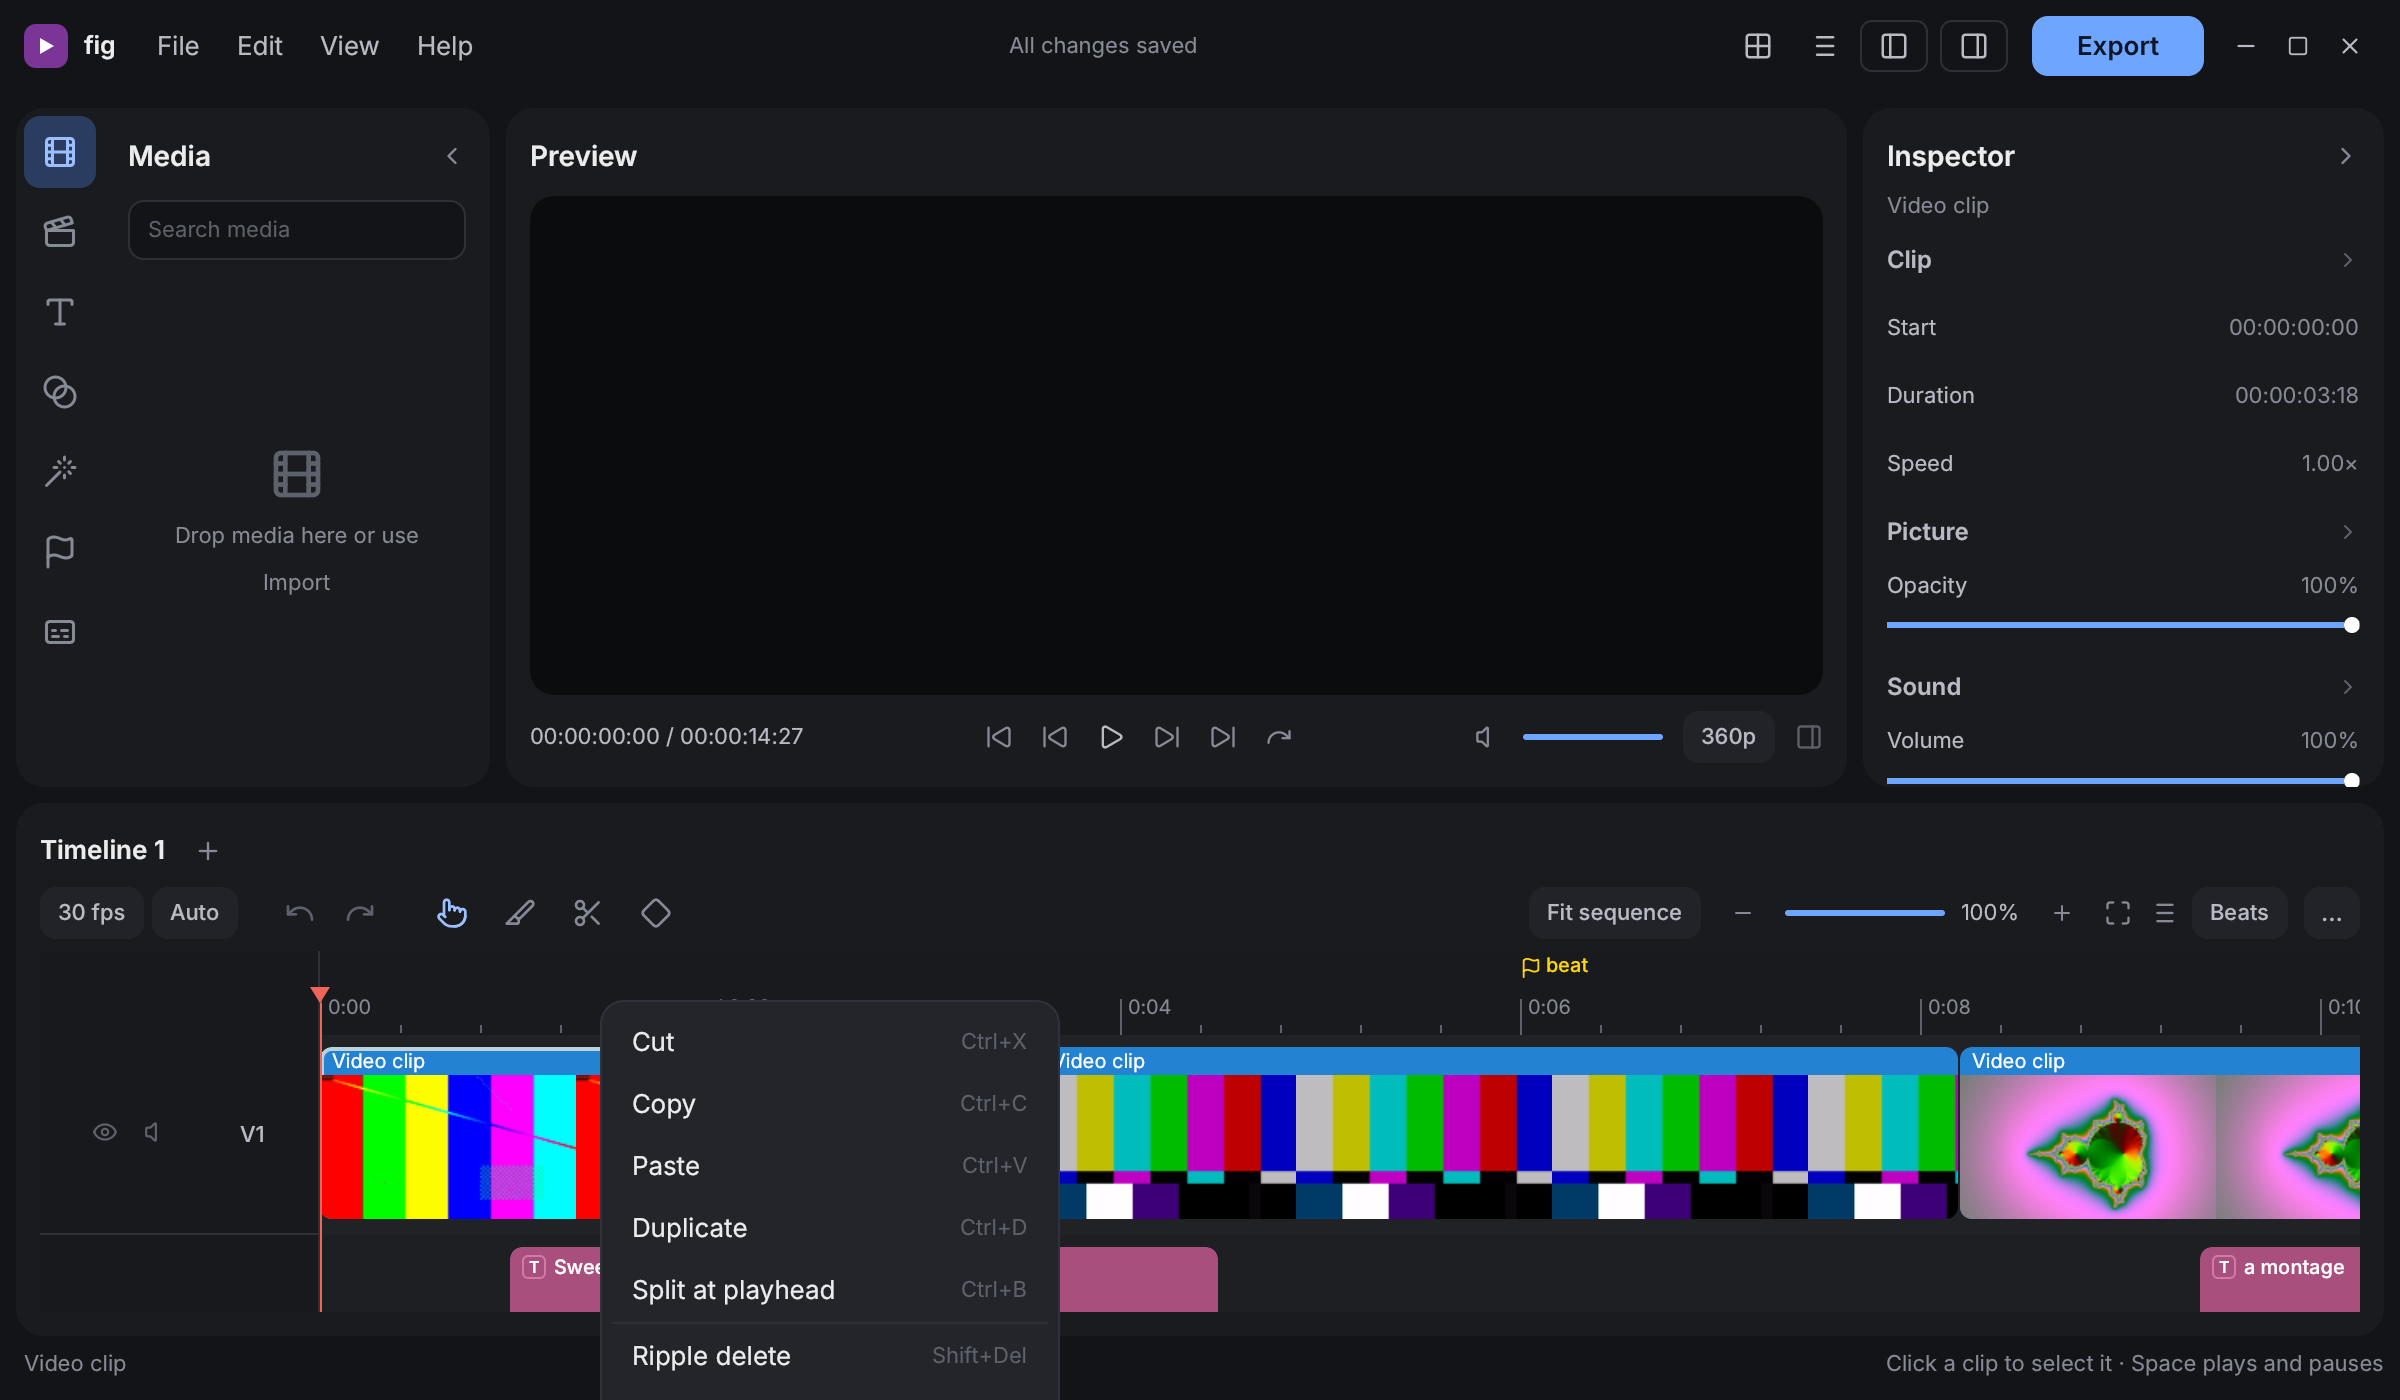 fig File Edit View Help All changes saved Export
Media
Search media
Drop media here or use
Import
Preview
00:00:00:00 / 00:00:14:27
360p
Inspector
Video clip
Clip
Start 00:00:00:00
Duration 00:00:03:18
Speed 1.00×
Picture
Opacity 100%
Sound
Volume 100%
Timeline 1
30 fps Auto Fit sequence 100% Beats ...
beat
0:00 0:04 0:06 0:08
Video clip Video clip Video clip
V1
T T a montage
Cut Ctrl+X
Copy Ctrl+C
Paste Ctrl+V
Duplicate Ctrl+D
Split at playhead Ctrl+B
Ripple delete Shift+Del
Video clip Click a clip to select it · Space plays and pauses